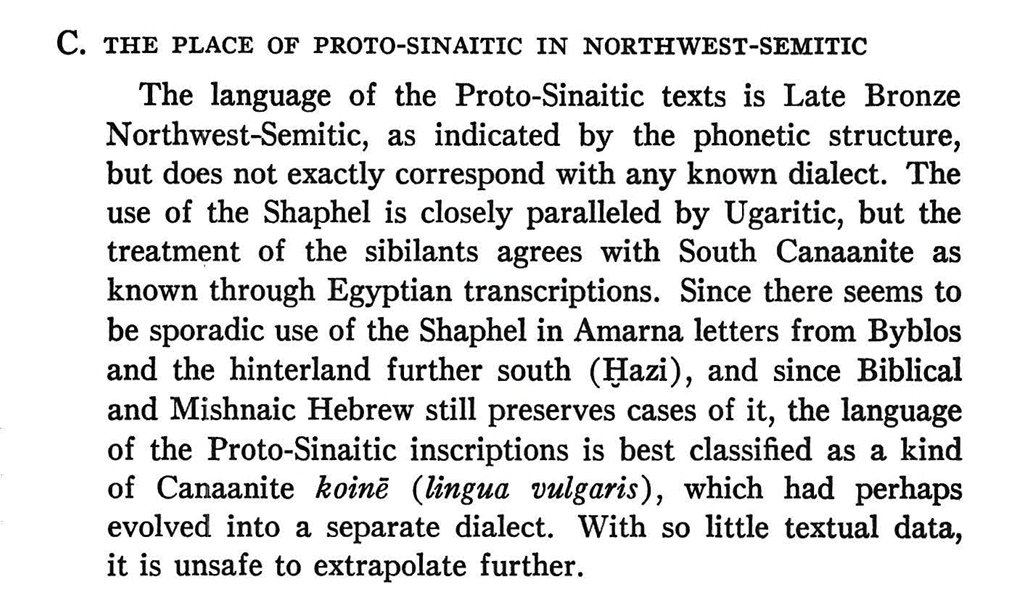 C. THE PLACE OF PROTO-SINAITIC IN NORTHWEST-SEMITIC
The language of the Proto-Sinaitic texts is Late Bronze
Northwest-Semitic, as indicated by the phonetic structure,
but does not exactly correspond with any known dialect. The
use of the Shaphel is closely paralleled by Ugaritic, but the
treatment of the sibilants agrees with South Canaanite as
known through Egyptian transcriptions. Since there seems to
be sporadic use of the Shaphel in Amarna letters from Byblos
and the hinterland further south (Ḫazi), and since Biblical
and Mishnaic Hebrew still preserves cases of it, the language
of the Proto-Sinaitic inscriptions is best classified as a kind
of Canaanite koinē (lingua vulgaris), which had perhaps
evolved into a separate dialect. With so little textual data,
it is unsafe to extrapolate further.